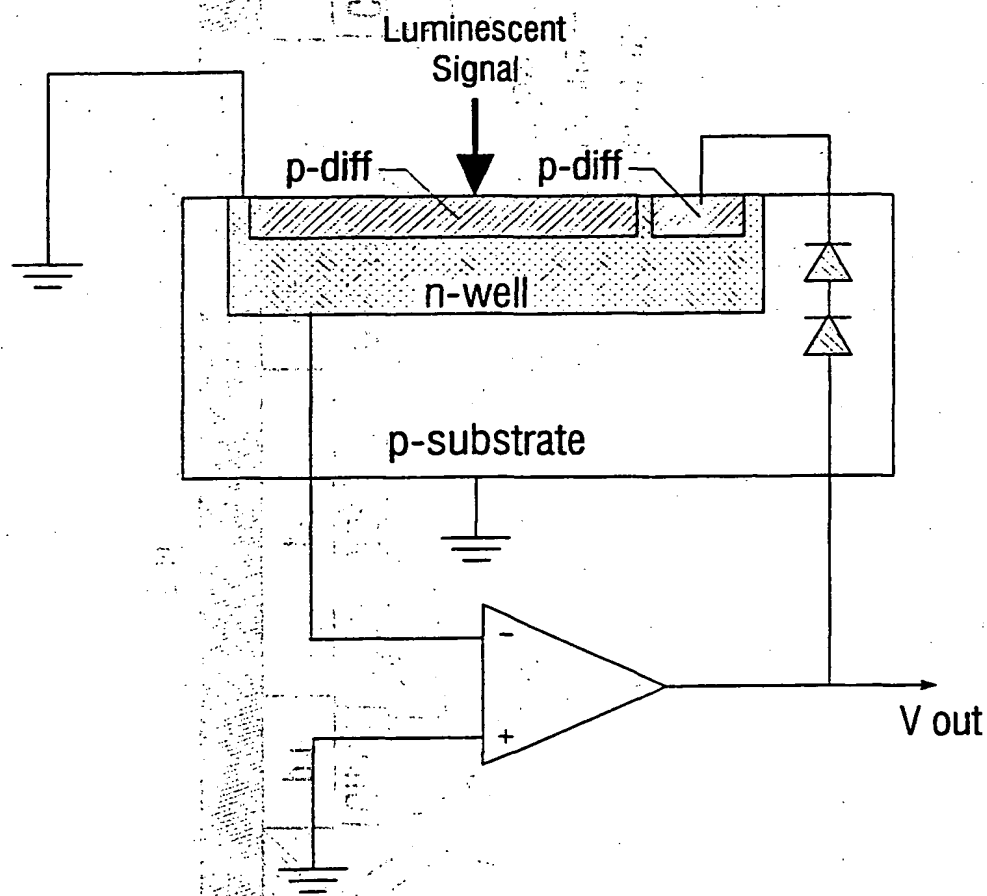 Luminescent
Signal
p-diff
p-diff
n-well
p-substrate
-
+
V out